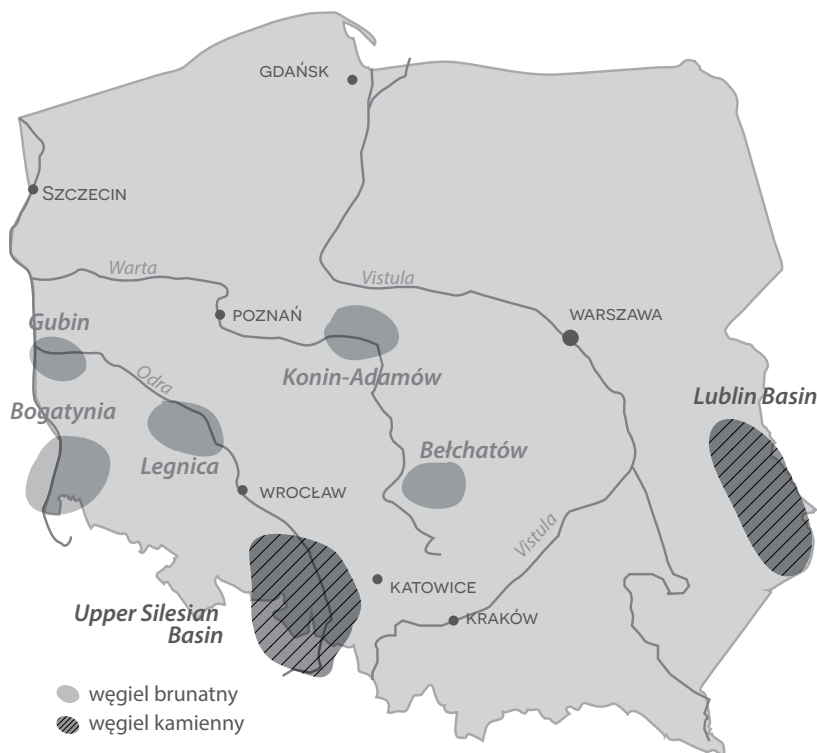 GDAŃSK
SZCZECIN
Warta
Vistula
Gubin
POZNAŃ
WARSZAWA
Odra
Konin-Adamów
Lublin Basin
Bogatynia
Legnica
Bełchatów
WROCŁAW
Vistula
KATOWICE
Upper Silesian
Basin
KRAKÓW
węgiel brunatny
węgiel kamienny